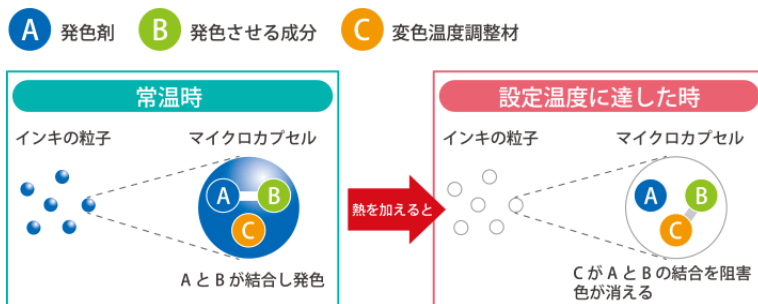 A 発色剤 B 発色させる成分 C 変色温度調整材
常温時
インキの粒子 マイクロカプセル
A B
C
AとBが結合し発色
熱を加えると
設定温度に達した時
インキの粒子 マイクロカプセル
A B
C
CがAとBの結合を阻害
色が消える